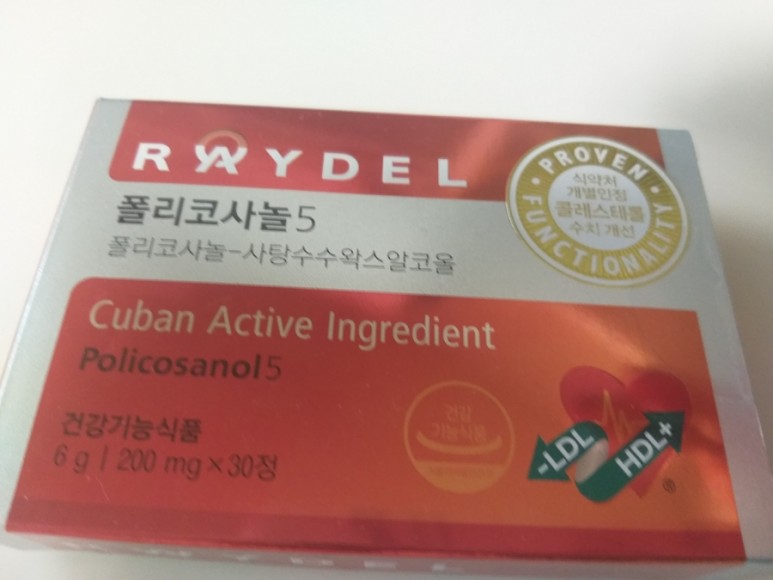 RAYDEL
폴리코사놀5
폴리코사놀-사탕수수왁스알코올
PROVEN
식약처
개별인정
콜레스테롤
수치 개선
FUNCTIONALITY
Cuban Active Ingredient
Policosanol5
건강기능식품
6 g | 200 mg × 30정
건강
기능식품
-LDL
HDL+
®